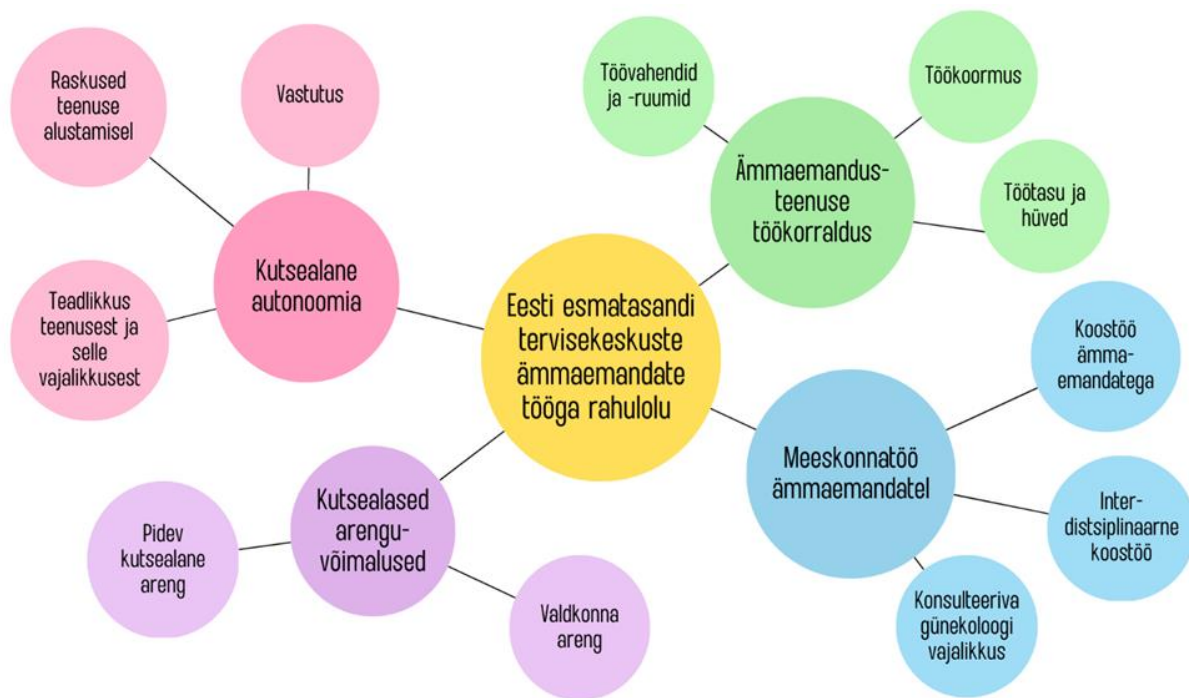 Raskused
teenuse
alustamisel
Vastutus
Teadlikkus
teenusest ja
selle
vajalikkusest
Kutsealane
autonoomia
Töövahendid
ja -ruumid
Töökoormus
Töötasu ja
hüved
Ämmaemandus-
teenuse
töökorraldus
Eesti esmatasandi
tervisekeskuste
ämmaemandate
tööga rahulolu
Kutsealased
arengu-
võimalused
Pidev
kutsealane
areng
Valdkonna
areng
Meeskonnatöö
ämmaemandatel
Koostöö
ämma-
emandatega
Inter-
distsiplinaarne
koostöö
Konsulteeriva
günekoloogi
vajalikkus